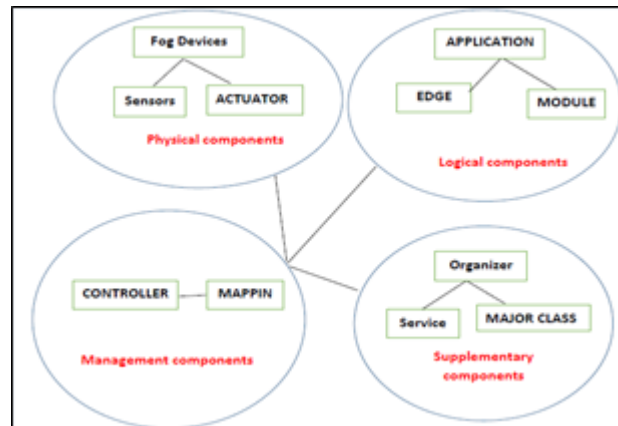 Fog Devices
Sensors
ACTUATOR
Physical components
APPLICATION
EDGE
MODULE
Logical components
CONTROLLER
MAPPIN
Management components
Organizer
Service
MAJOR CLASS
Supplementary
components